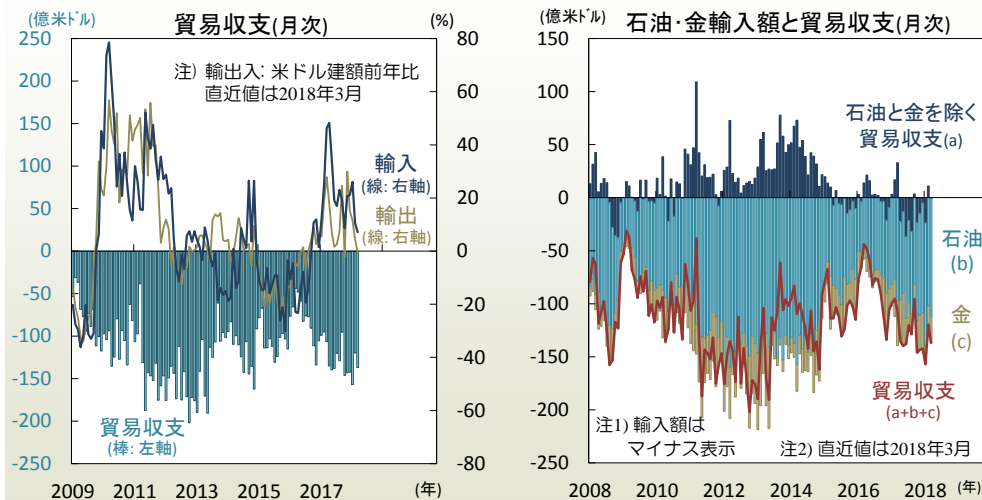 (億米ドル)
貿易収支(月次)
(%)
250
200
150
100
50
0
-50
-100
-150
-200
-250
80
60
40
20
0
-20
-40
-60
-80
注) 輸出入: 米ドル建額前年比
直近値は2018年3月
輸入
(線: 右軸)
輸出
(線: 右軸)
貿易収支
(棒: 左軸)
2009 2011 2013 2015 2017 (年)
(億米ドル)
石油・金輸入額と貿易収支(月次)
150
100
50
0
-50
-100
-150
-200
-250
石油と金を除く
貿易収支(a)
石油
(b)
金
(c)
貿易収支
(a+b+c)
注1) 輸入額は
マイナス表示
注2) 直近値は2018年3月
2008 2010 2012 2014 2016 2018 (年)